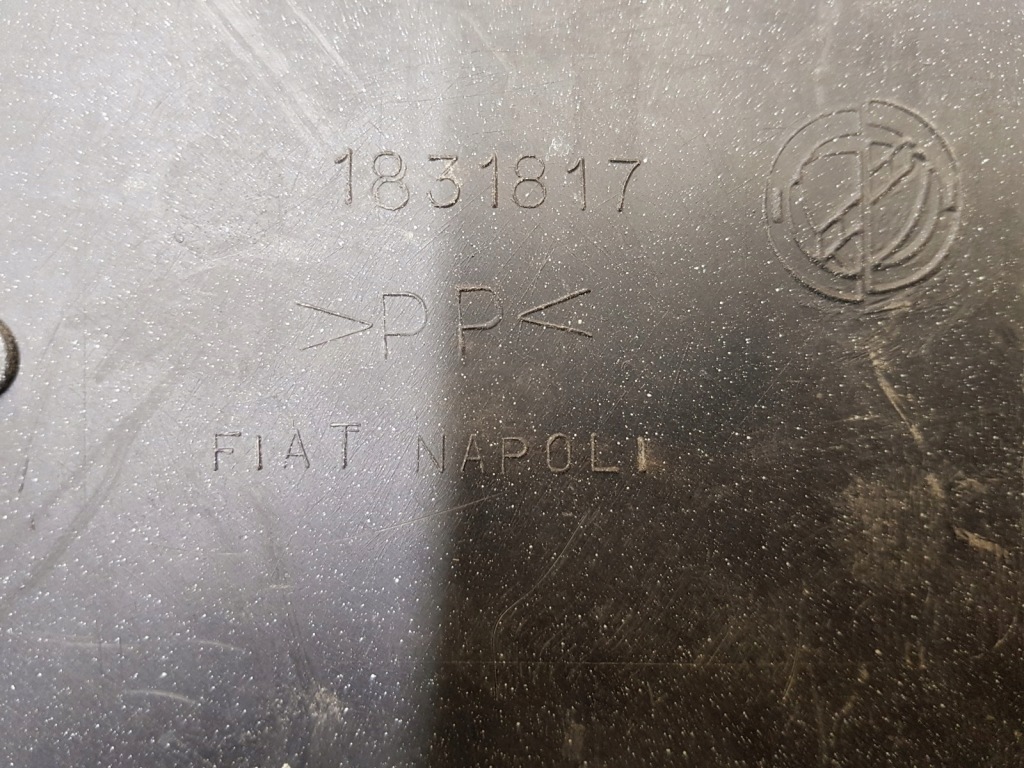 1831817
>PP<
FIAT NAPOLI